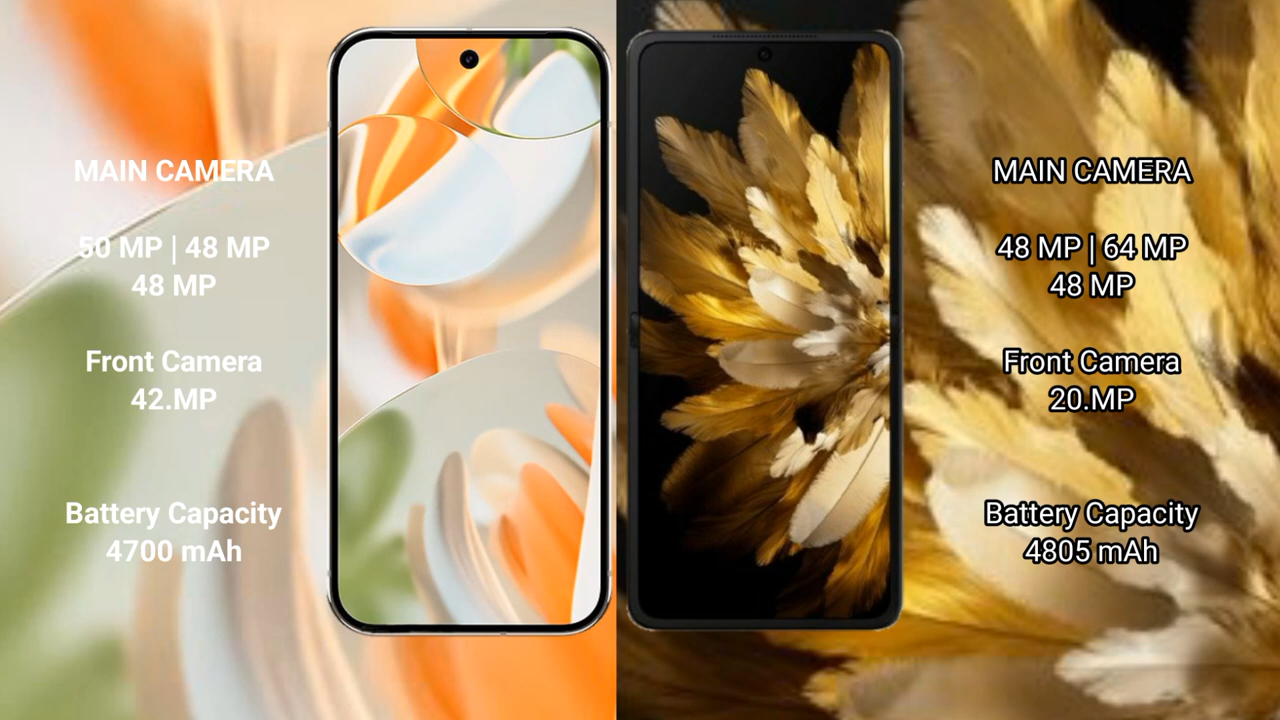 MAIN CAMERA
50 MP | 48 MP
48 MP
Front Camera
42.MP
Battery Capacity
4700 mAh
MAIN CAMERA
48 MP | 64 MP
48 MP
Front Camera
20.MP
Battery Capacity
4805 mAh